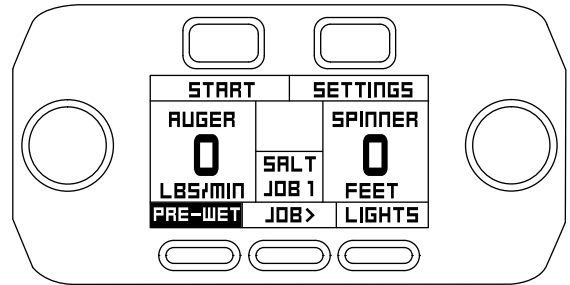 START SETTINGS
AUGER SPINNER
0 0
SALT
LBS/MIN JOB 1 FEET
PRE-WET JOB> LIGHTS